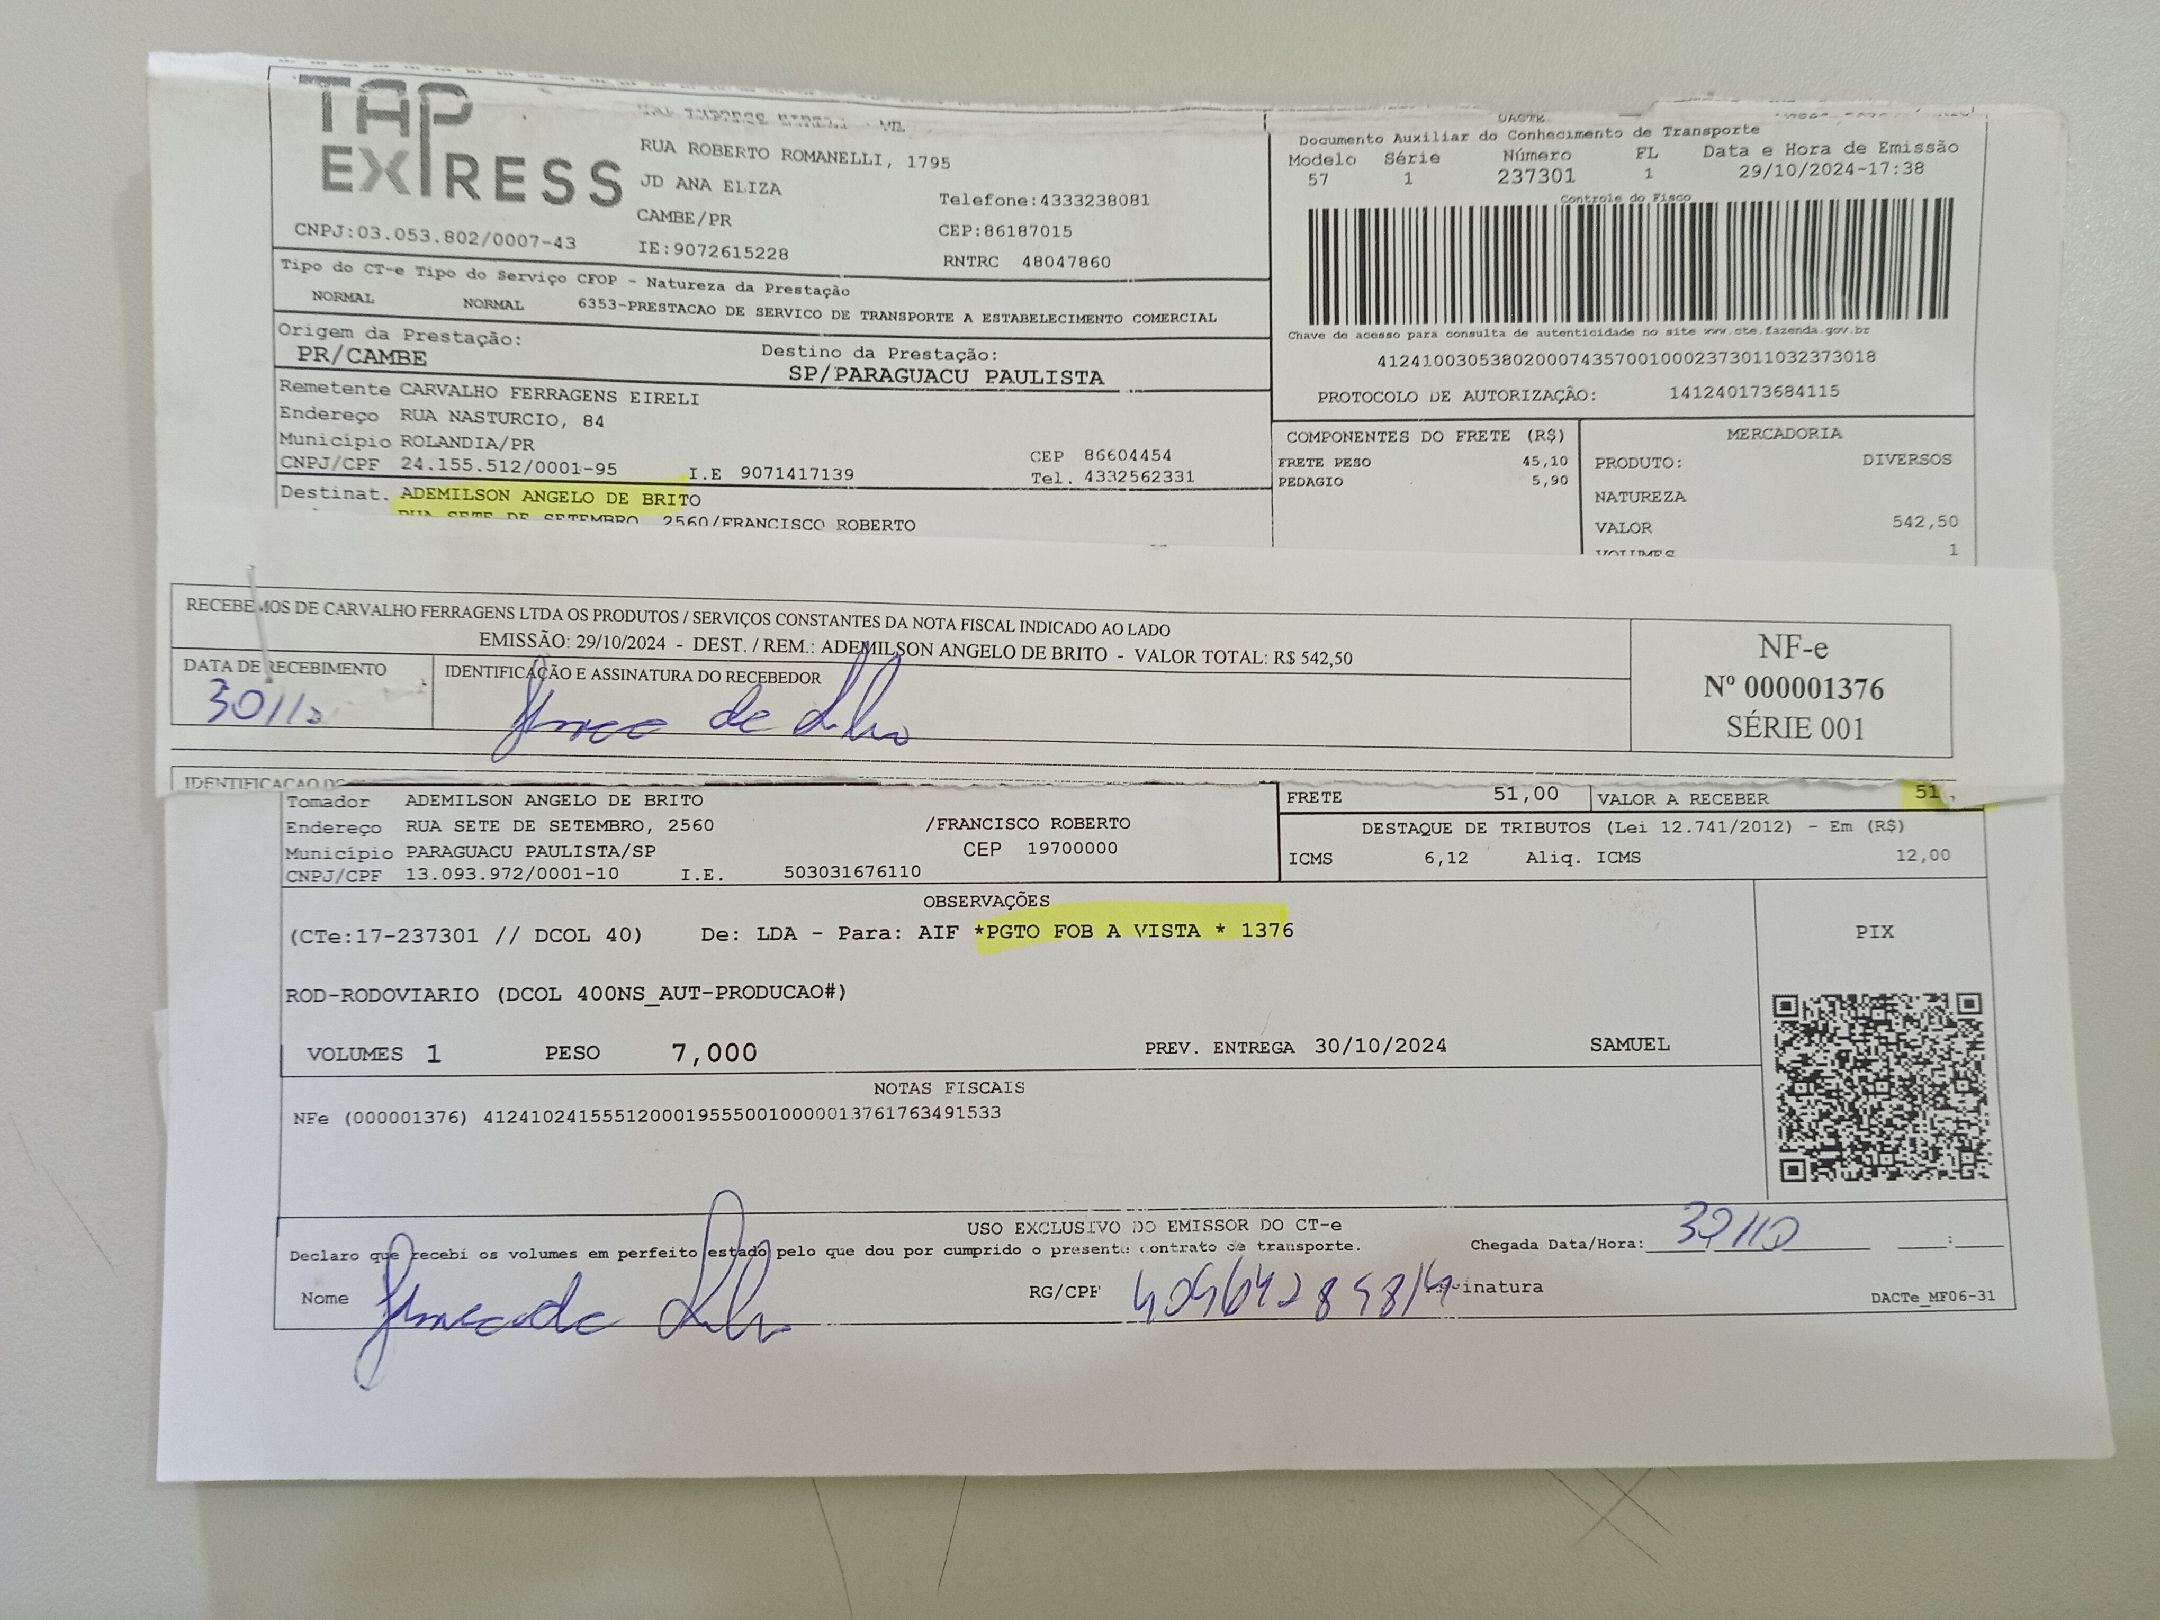 TAP
EXPRESS
TAP EXPRESS EIRELI - ME
RUA ROBERTO ROMANELLI, 1795
JD ANA ELIZA
Telefone:4333238081
CAMBE/PR
CEP:86187015
CNPJ:03.053.802/0007-43
IE:9072615228
RNTRC 48047860
DACTE
Documento Auxiliar do Conhecimento de Transporte
Modelo Série Número FL Data e Hora de Emissão
57 1 237301 1 29/10/2024-17:38
Controle do Fisco
Chave de acesso para consulta de autenticidade no site www.cte.fazenda.gov.br
41241003053802000743570010002373011032373018
PROTOCOLO DE AUTORIZAÇÃO: 141240173684115
Tipo do CT-e Tipo do Serviço CFOP - Natureza da Prestação
NORMAL NORMAL 6353-PRESTACAO DE SERVICO DE TRANSPORTE A ESTABELECIMENTO COMERCIAL
Origem da Prestação: Destino da Prestação:
PR/CAMBE SP/PARAGUACU PAULISTA
Remetente CARVALHO FERRAGENS EIRELI
Endereço RUA NASTURCIO, 84
Município ROLANDIA/PR CEP 86604454
CNPJ/CPF 24.155.512/0001-95 I.E 9071417139 Tel. 4332562331
Destinat. ADEMILSON ANGELO DE BRITO
RUA SETE DE SETEMBRO 2560/FRANCISCO ROBERTO
COMPONENTES DO FRETE (R$)
FRETE PESO 45,10
PEDAGIO 5,90
MERCADORIA
PRODUTO: DIVERSOS
NATUREZA
VALOR 542,50
VOLUMES 1
RECEBEMOS DE CARVALHO FERRAGENS LTDA OS PRODUTOS / SERVIÇOS CONSTANTES DA NOTA FISCAL INDICADO AO LADO
EMISSÃO: 29/10/2024 - DEST. / REM.: ADEMILSON ANGELO DE BRITO - VALOR TOTAL: R$ 542,50
DATA DE RECEBIMENTO
IDENTIFICAÇÃO E ASSINATURA DO RECEBEDOR
NF-e
Nº 000001376
SÉRIE 001
IDENTIFICAÇÃO DO
Tomador ADEMILSON ANGELO DE BRITO
Endereço RUA SETE DE SETEMBRO, 2560 /FRANCISCO ROBERTO
Município PARAGUACU PAULISTA/SP CEP 19700000
CNPJ/CPF 13.093.972/0001-10 I.E. 503031676110
FRETE 51,00 VALOR A RECEBER 51,
DESTAQUE DE TRIBUTOS (Lei 12.741/2012) - Em (R$)
ICMS 6,12 Aliq. ICMS 12,00
OBSERVAÇÕES
(CTe:17-237301 // DCOL 40) De: LDA - Para: AIF *PGTO FOB A VISTA * 1376
ROD-RODOVIARIO (DCOL 400NS_AUT-PRODUCAO#)
VOLUMES 1 PESO 7,000 PREV. ENTREGA 30/10/2024 SAMUEL
PIX
NOTAS FISCAIS
NFe (000001376) 41241024155512000195550010000013761763491533
USO EXCLUSIVO DO EMISSOR DO CT-e
Declaro que recebi os volumes em perfeito estado pelo que dou por cumprido o presente contrato de transporte.
Chegada Data/Hora:
Nome
RG/CPF
DACTe_MF06-31